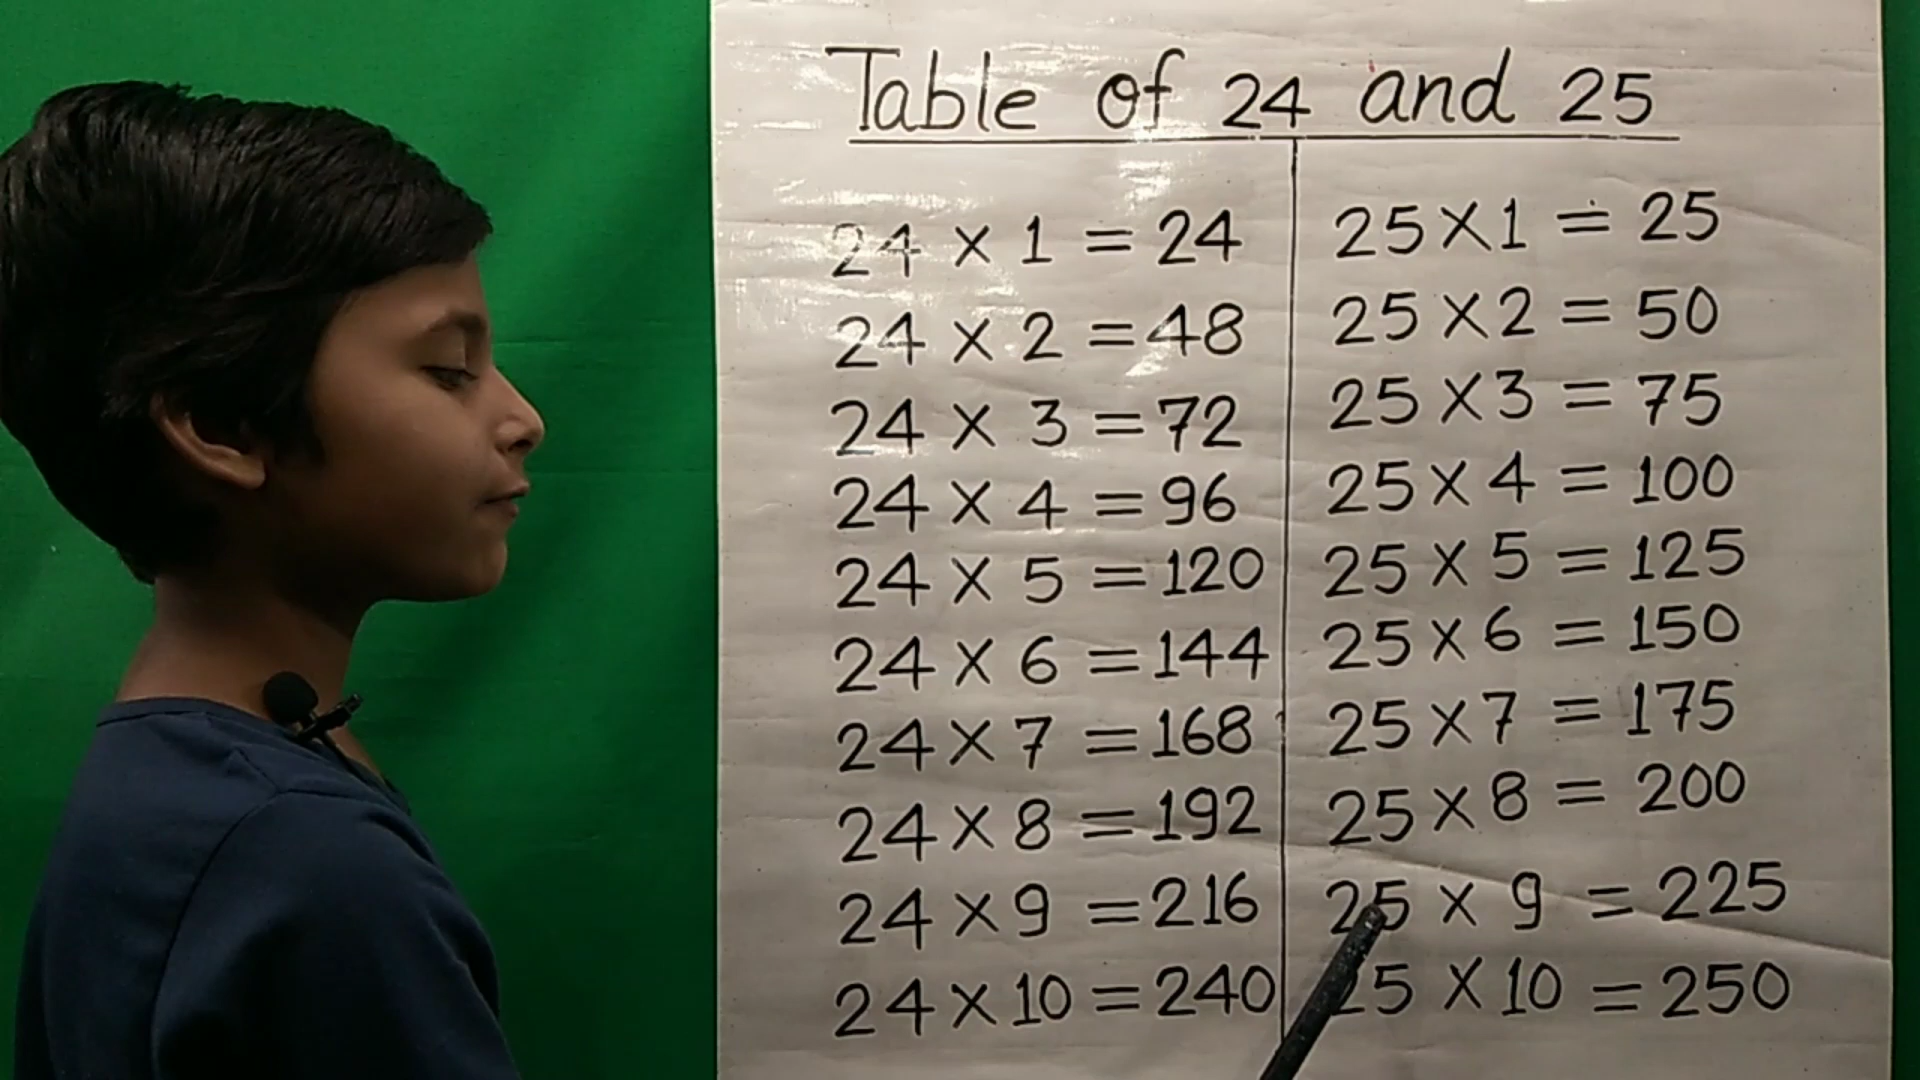 Table of 24 and 25
24 × 1 = 24
24 × 2 = 48
24 × 3 = 72
24 × 4 = 96
24 × 5 = 120
24 × 6 = 144
24 × 7 = 168
24 × 8 = 192
24 × 9 = 216
24 × 10 = 240
25 × 1 = 25
25 × 2 = 50
25 × 3 = 75
25 × 4 = 100
25 × 5 = 125
25 × 6 = 150
25 × 7 = 175
25 × 8 = 200
25 × 9 = 225
25 × 10 = 250